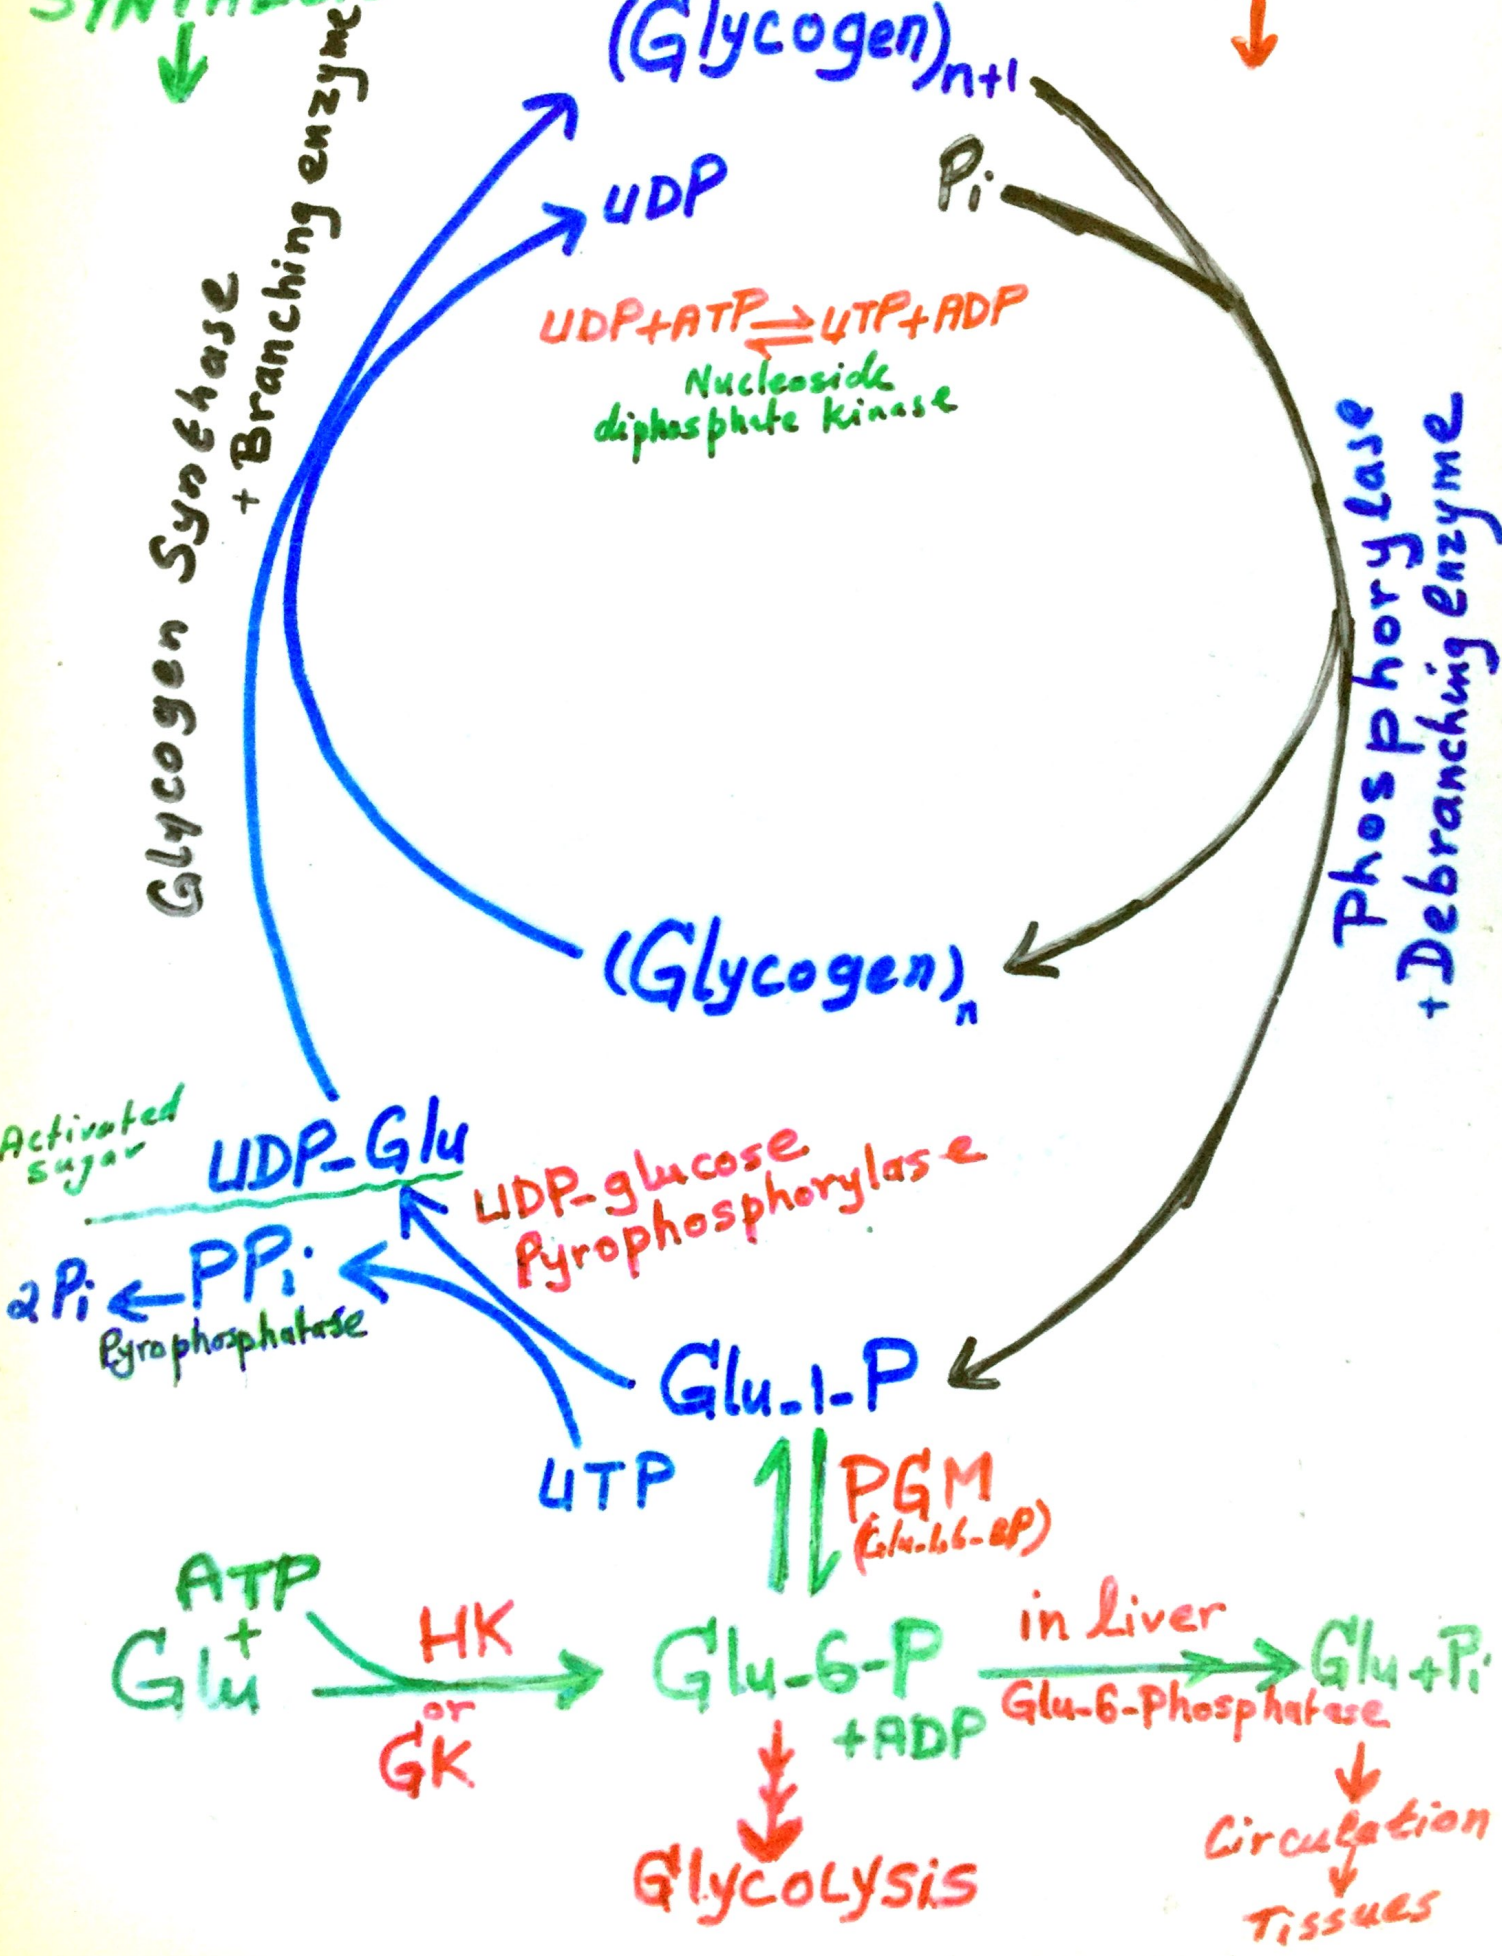 (Glycogen)n+1
Glycogen Synthase
+ Branching enzyme
UDP
Pi
UDP+ATP⇌UTP+ADP
Nucleoside
diphosphate kinase
Phosphorylase
+Debranching enzyme
(Glycogen)n
Activated
sugar
UDP-Glu
UDP-glucose
Pyrophosphorylase
2Pi ← PPi
Pyrophosphatase
Glu-1-P
UTP
PGM
ATP
+
Glu
HK
or
GK
Glu-6-P
+ADP
in liver
Glu-6-Phosphatase
Glu+Pi
Circulation
Tissues
Glycolysis